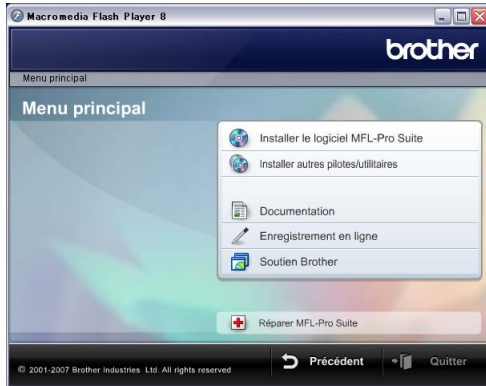 Macromedia Flash Player 8
brother
Menu principal
Menu principal
Installer le logiciel MFL-Pro Suite
Installer autres pilotes/utilitaires
Documentation
Enregistrement en ligne
Soutien Brother
Réparer MFL-Pro Suite
© 2001-2007 Brother Industries Ltd. All rights reserved
Précédent
Quitter